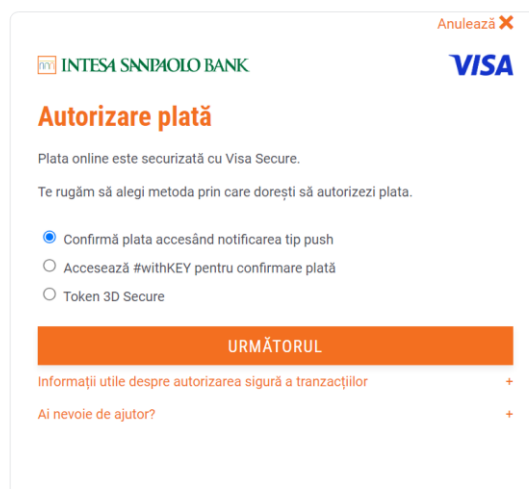 Anulează
INTESA SANPAOLO BANK
VISA
Autorizare plată
Plata online este securizată cu Visa Secure.
Te rugăm să alegi metoda prin care dorești să autorizezi plata.
Confirmă plata accesând notificarea tip push
Accesează #withKEY pentru confirmare plată
Token 3D Secure
URMĂTORUL
Informații utile despre autorizarea sigură a tranzacțiilor +
Ai nevoie de ajutor? +